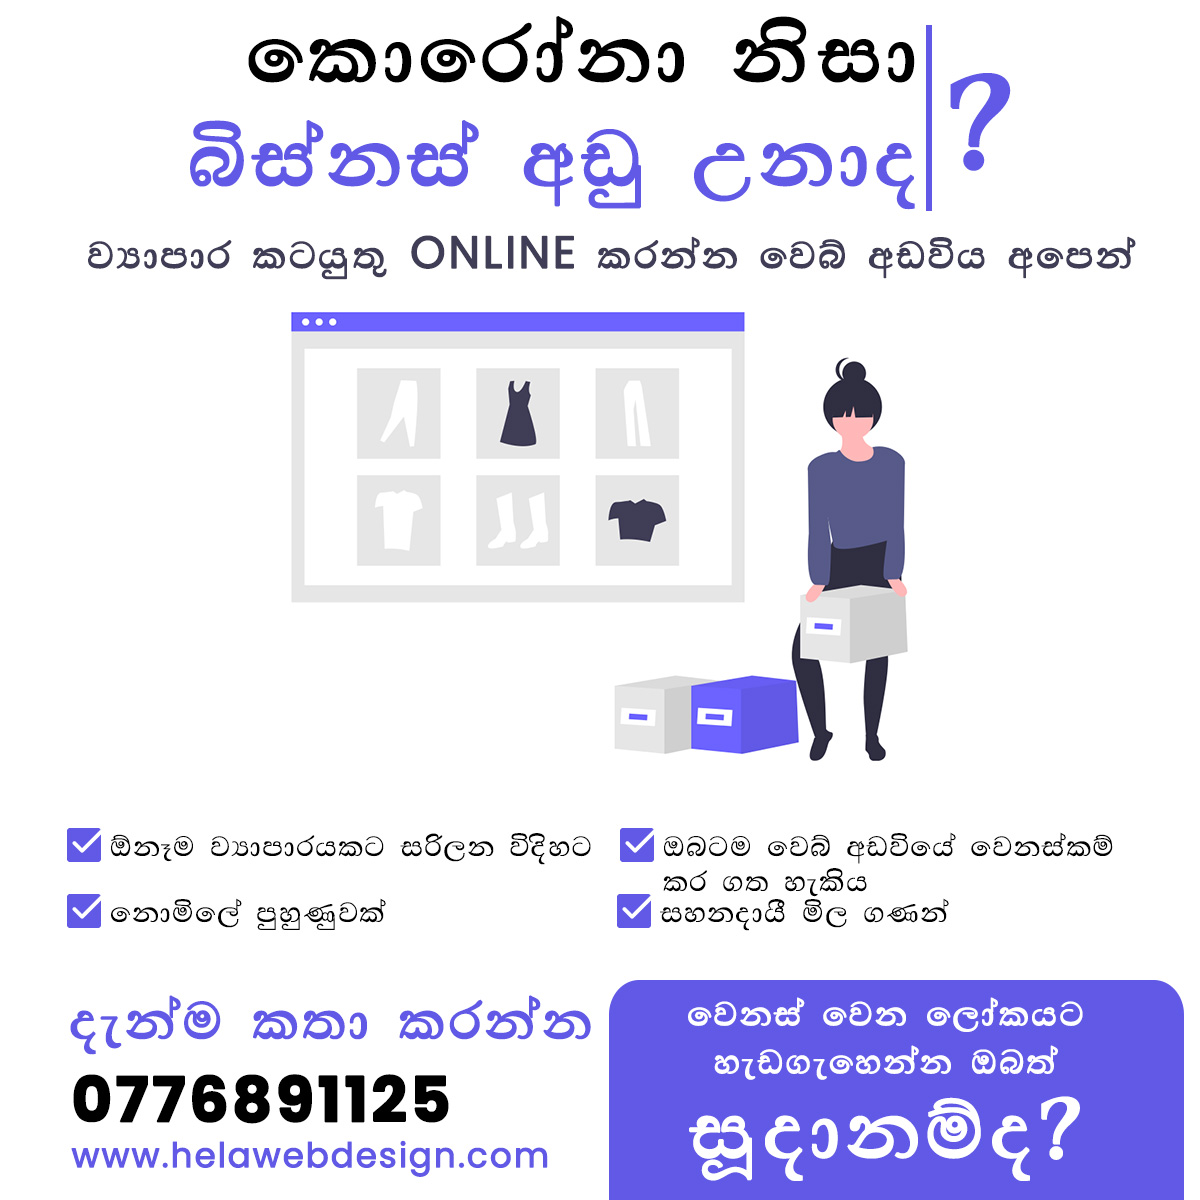 කොරෝනා නිසා
බිස්නස් අඩු උනාද ?
ව්‍යාපාර කටයුතු ONLINE කරන්න වෙබ් අඩවිය අපෙන්
ඕනෑම ව්‍යාපාරයකට සරිලන විදිහට
ඔබටම වෙබ් අඩවියේ වෙනස්කම්
කර ගත හැකිය
නොමිලේ පුහුණුවක්
සහනදායී මිල ගණන්
දැන්ම කතා කරන්න
0776891125
www.helawebdesign.com
වෙනස් වෙන ලෝකයට
හැඩගැහෙන්න ඔබත්
සූදානම්ද?